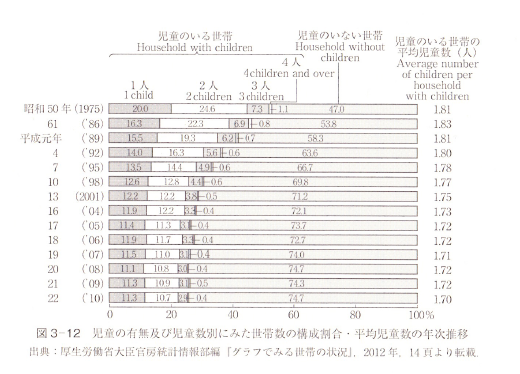 児童のいる世帯
Household with children
児童のいない世帯
Household without
children
児童のいる世帯の
平均児童数（人）
Average number
of children per
household
with children
4人
4children and over
1人
1 child
2人
2children
3人
3children
昭和50年(1975) 20.0 24.6 7.3 1.1 47.0 1.81
61 ('86) 16.3 22.3 6.9 0.8 53.8 1.83
平成元年 ('89) 15.5 19.3 6.2 0.7 58.3 1.81
4 ('92) 14.0 16.3 5.6 0.6 63.6 1.80
7 ('95) 13.5 14.4 4.9 0.6 66.7 1.78
10 ('98) 12.6 12.8 4.4 0.6 69.8 1.77
13 (2001) 12.2 12.2 3.8 0.5 71.2 1.75
16 ('04) 11.9 12.2 3.3 0.4 72.1 1.73
17 ('05) 11.4 11.3 0.4 73.7 1.72
18 ('06) 11.9 11.7 0.4 72.7 1.72
19 ('07) 11.5 11.0 0.4 74.0 1.71
20 ('08) 11.1 10.8 0.4 74.7 1.72
21 ('09) 11.3 10.9 0.4 74.3 1.72
22 ('10) 11.3 10.7 0.4 74.7 1.70
0 20 40 60 80 100%
図3-12 児童の有無及び児童数別にみた世帯数の構成割合・平均児童数の年次推移
出典：厚生労働省大臣官房統計情報部編『グラフでみる世帯の状況』, 2012年, 14頁より転載.